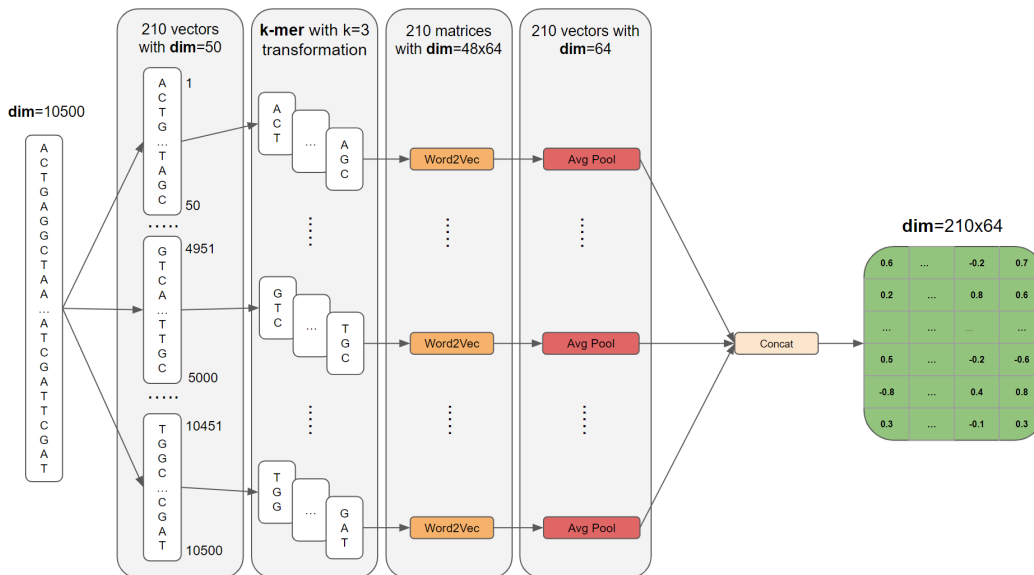 210 vectors
with dim=50
k-mer with k=3
transformation
210 matrices
with dim=48x64
210 vectors with
dim=64
dim=10500
A
C
T
G
A
G
G
C
T
A
A
...
A
T
C
G
A
T
T
C
G
A
T
1
A
C
T
G
...
T
A
G
C
50
.....
4951
G
T
C
A
...
T
T
G
C
5000
.....
10451
T
G
G
C
...
C
G
A
T
10500
A
C
T
...
A
G
C
.....
G
T
C
...
T
G
C
.....
T
G
G
...
G
A
T
Word2Vec
.....
Word2Vec
.....
Word2Vec
Avg Pool
.....
Avg Pool
.....
Avg Pool
Concat
dim=210x64
0.6 ... -0.2 0.7
0.2 ... 0.8 0.6
... ... ... ...
0.5 ... -0.2 -0.6
-0.8 ... 0.4 0.8
0.3 ... -0.1 0.3